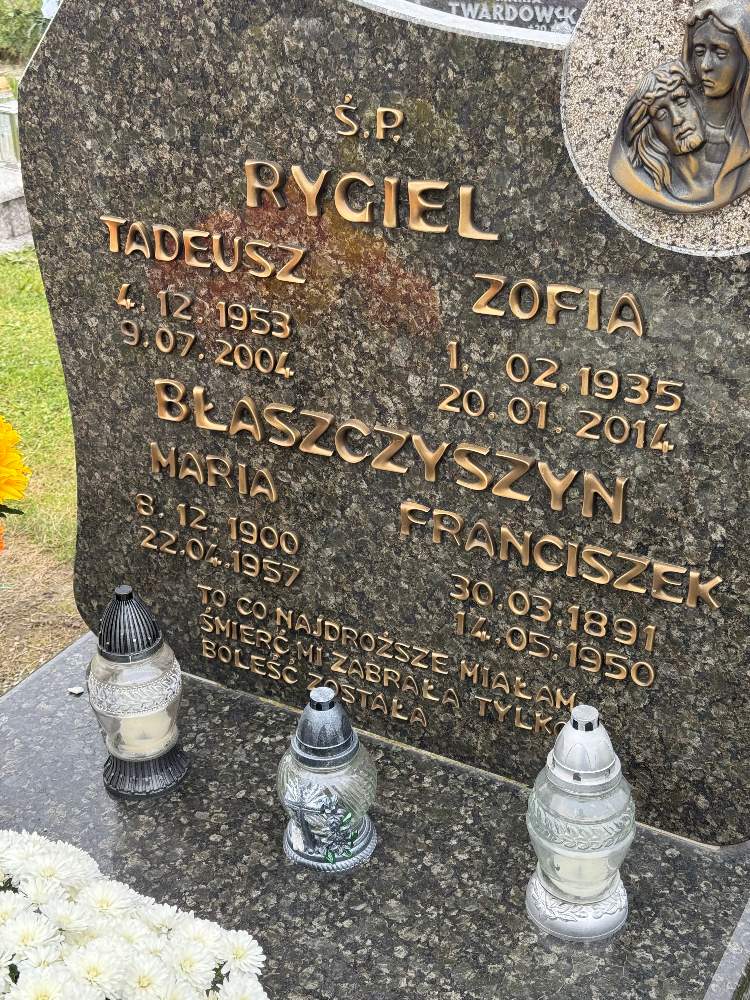 TWARDOWSK
Ś.P.
RYGIEL
TADEUSZ
4.12.1953
9.07.2004
ZOFIA
1.02.1935
20.01.2014
BŁASZCZYSZYN
MARIA
8.12.1900
22.04.1957
FRANCISZEK
30.03.1891
14.05.1950
TO CO NAJDROŻSZE MIAŁAM
ŚMIERĆ MI ZABRAŁA TYLKO
BOLEŚĆ ZOSTAŁA